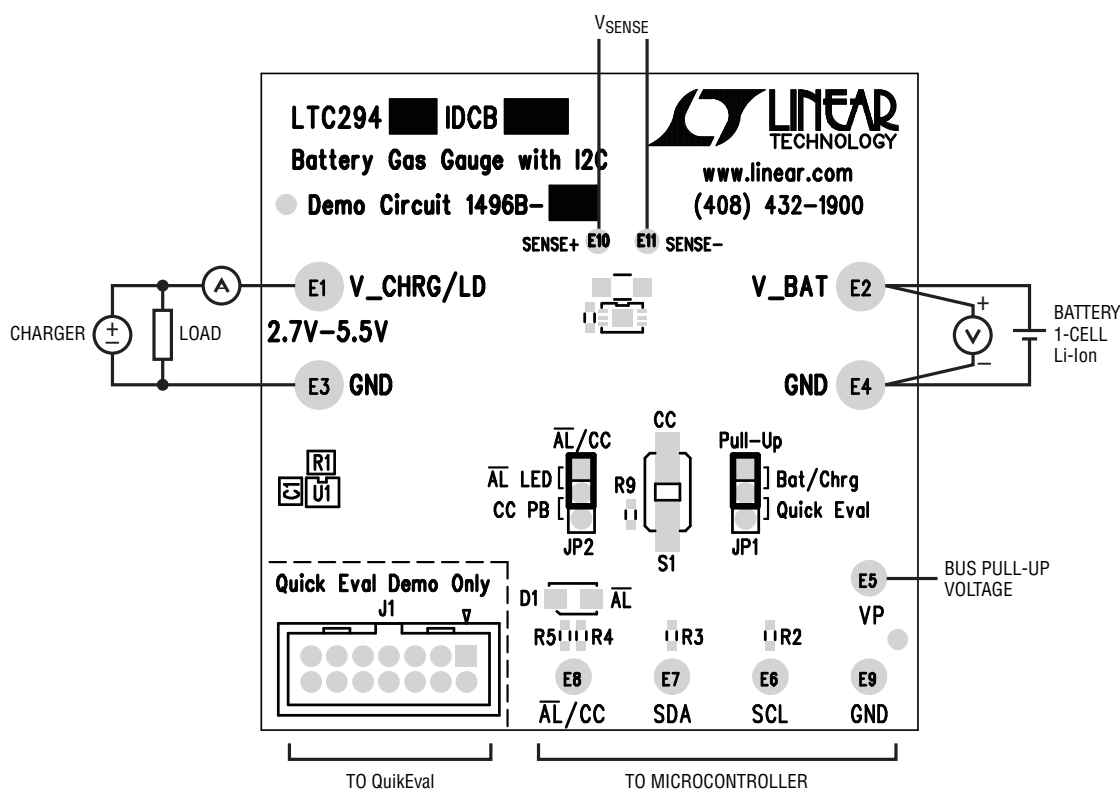 VSENSE
LTC294 IDCB
LINEAR
TECHNOLOGY
Battery Gas Gauge with I2C
www.linear.com
Demo Circuit 1496B-
(408) 432-1900
SENSE+ E10 E11 SENSE-
A E1 V_CHRG/LD
V_BAT E2
CHARGER + − LOAD
2.7V-5.5V
+ V −
BATTERY
1-CELL
Li-Ion
E3 GND
GND E4
AL/CC
CC
Pull-Up
AL LED
CC PB
JP2
R9
S1
Bat/Chrg
Quick Eval
JP1
R1
C1 U1
E5 BUS PULL-UP
VOLTAGE
VP
Quick Eval Demo Only
J1
D1 AL
R5 R4 R3 R2
E8 E7 E6 E9
AL/CC SDA SCL GND
TO QuikEval
TO MICROCONTROLLER